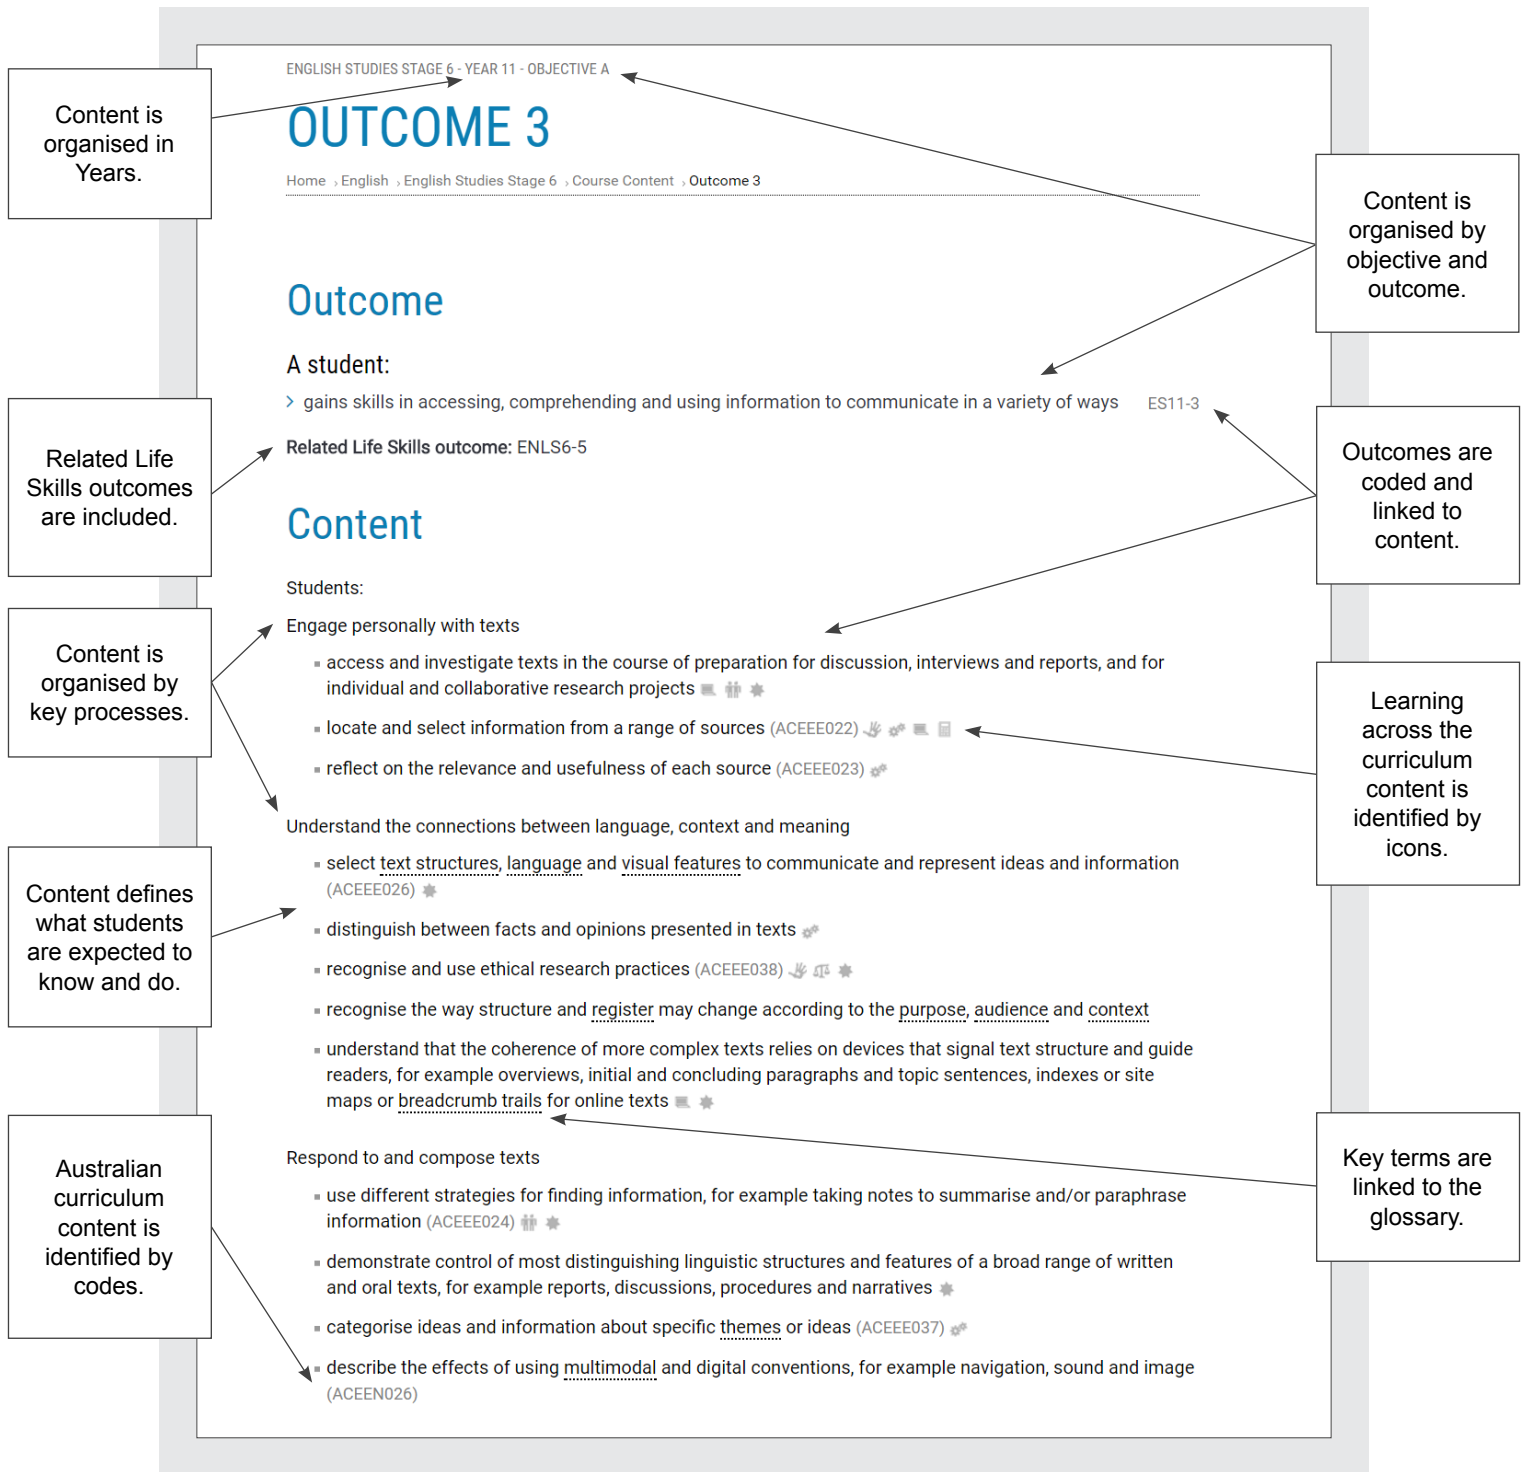 ENGLISH STUDIES STAGE 6 - YEAR 11 - OBJECTIVE A
OUTCOME 3
Home › English › English Studies Stage 6 › Course Content › Outcome 3
Outcome
A student:
> gains skills in accessing, comprehending and using information to communicate in a variety of ways ES11-3
Related Life Skills outcome: ENLS6-5
Content
Students:
Engage personally with texts
▪ access and investigate texts in the course of preparation for discussion, interviews and reports, and for
individual and collaborative research projects
▪ locate and select information from a range of sources (ACEEE022)
▪ reflect on the relevance and usefulness of each source (ACEEE023)
Understand the connections between language, context and meaning
▪ select text structures, language and visual features to communicate and represent ideas and information
(ACEEE026)
▪ distinguish between facts and opinions presented in texts
▪ recognise and use ethical research practices (ACEEE038)
▪ recognise the way structure and register may change according to the purpose, audience and context
▪ understand that the coherence of more complex texts relies on devices that signal text structure and guide
readers, for example overviews, initial and concluding paragraphs and topic sentences, indexes or site
maps or breadcrumb trails for online texts
Respond to and compose texts
▪ use different strategies for finding information, for example taking notes to summarise and/or paraphrase
information (ACEEE024)
▪ demonstrate control of most distinguishing linguistic structures and features of a broad range of written
and oral texts, for example reports, discussions, procedures and narratives
▪ categorise ideas and information about specific themes or ideas (ACEEE037)
▪ describe the effects of using multimodal and digital conventions, for example navigation, sound and image
(ACEEN026)
Content is
organised in
Years.
Related Life
Skills outcomes
are included.
Content is
organised by
key processes.
Content defines
what students
are expected to
know and do.
Australian
curriculum
content is
identified by
codes.
Content is
organised by
objective and
outcome.
Outcomes are
coded and
linked to
content.
Learning
across the
curriculum
content is
identified by
icons.
Key terms are
linked to the
glossary.